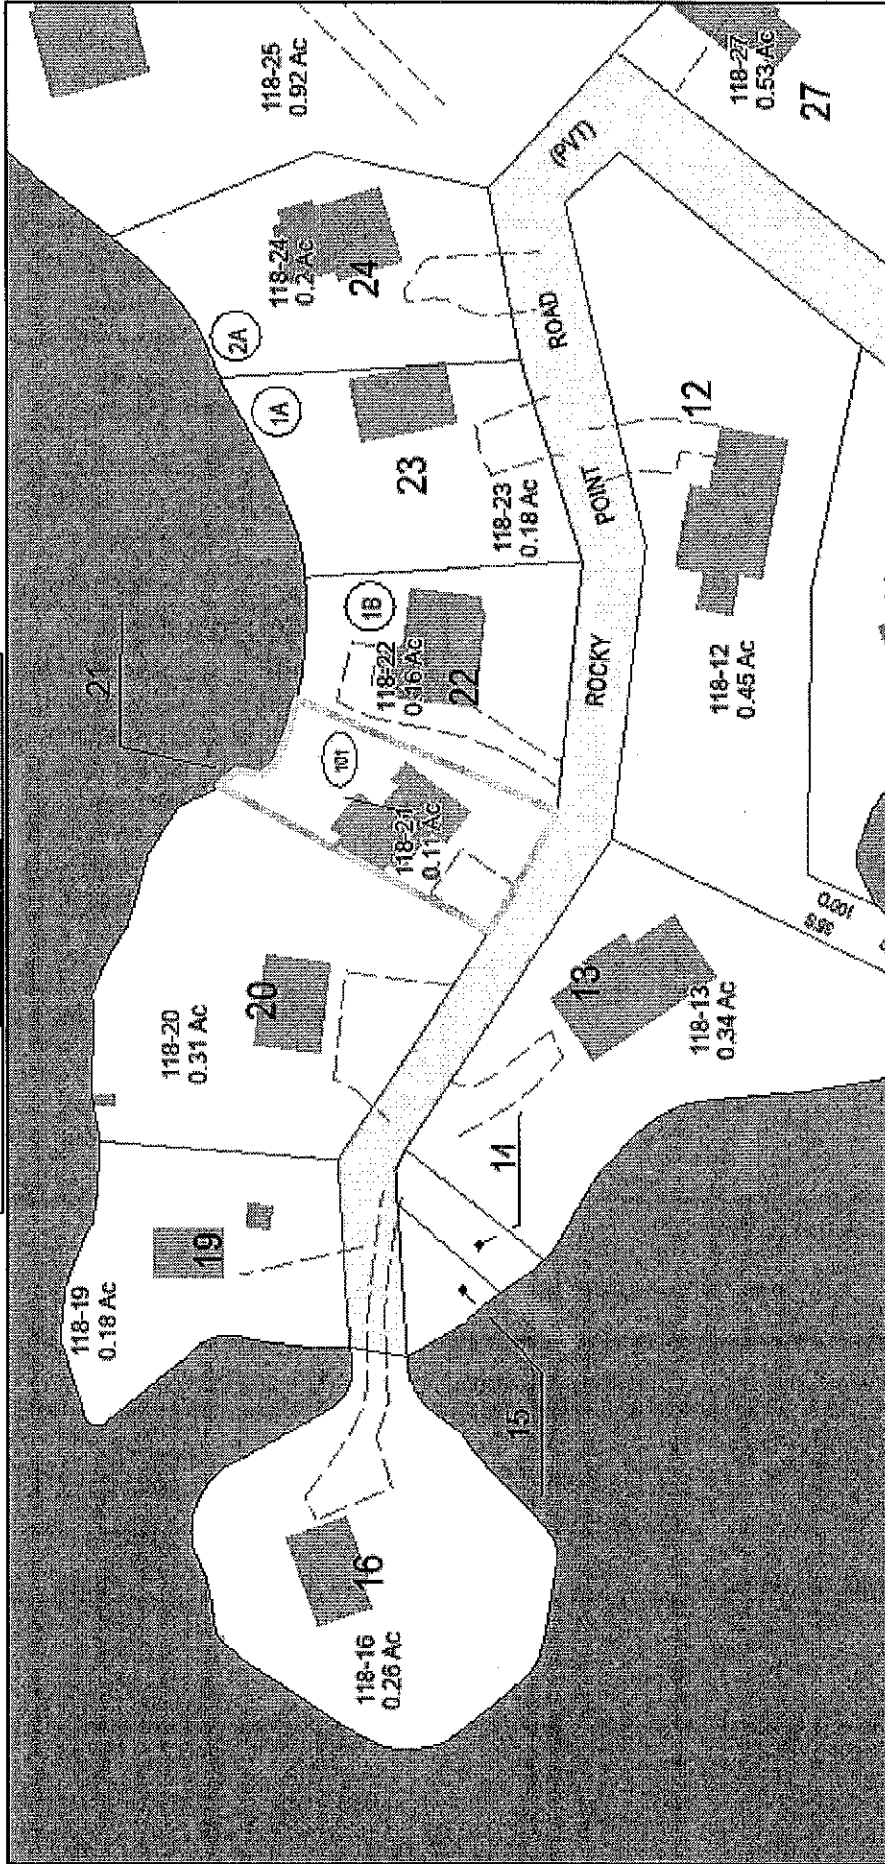 118-25
0.92 Ac
118-27
0.53 Ac
27
(PVT)
118-24
0.2 Ac
24
2A
1A
ROAD
23
118-23
0.18 Ac
12
POINT
21
1B
118-22
0.16 Ac
22
ROCKY
118-12
0.45 Ac
101
118-21
0.11 Ac
118-20
0.31 Ac
20
13
118-13
0.34 Ac
14
118-19
0.18 Ac
19
15
118-16
0.26 Ac
16